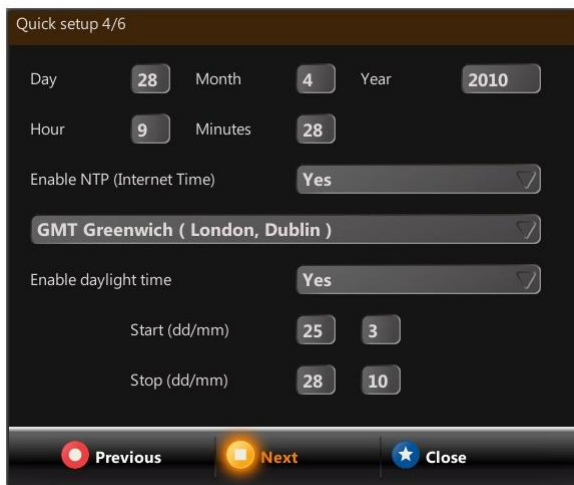 Quick setup 4/6
Day 28 Month 4 Year 2010
Hour 9 Minutes 28
Enable NTP (Internet Time) Yes
GMT Greenwich ( London, Dublin )
Enable daylight time Yes
Start (dd/mm) 25 3
Stop (dd/mm) 28 10
Previous Next Close